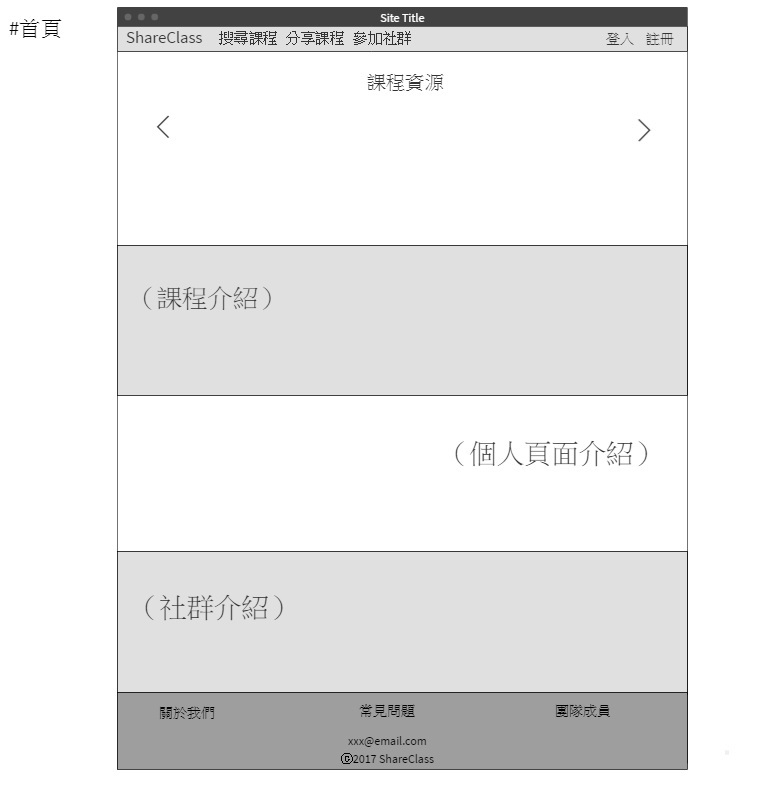 #首頁
Site Title
ShareClass 搜尋課程 分享課程 參加社群 登入 註冊
課程資源
（課程介紹）
（個人頁面介紹）
（社群介紹）
關於我們 常見問題 團隊成員
xxx@email.com
©2017 ShareClass